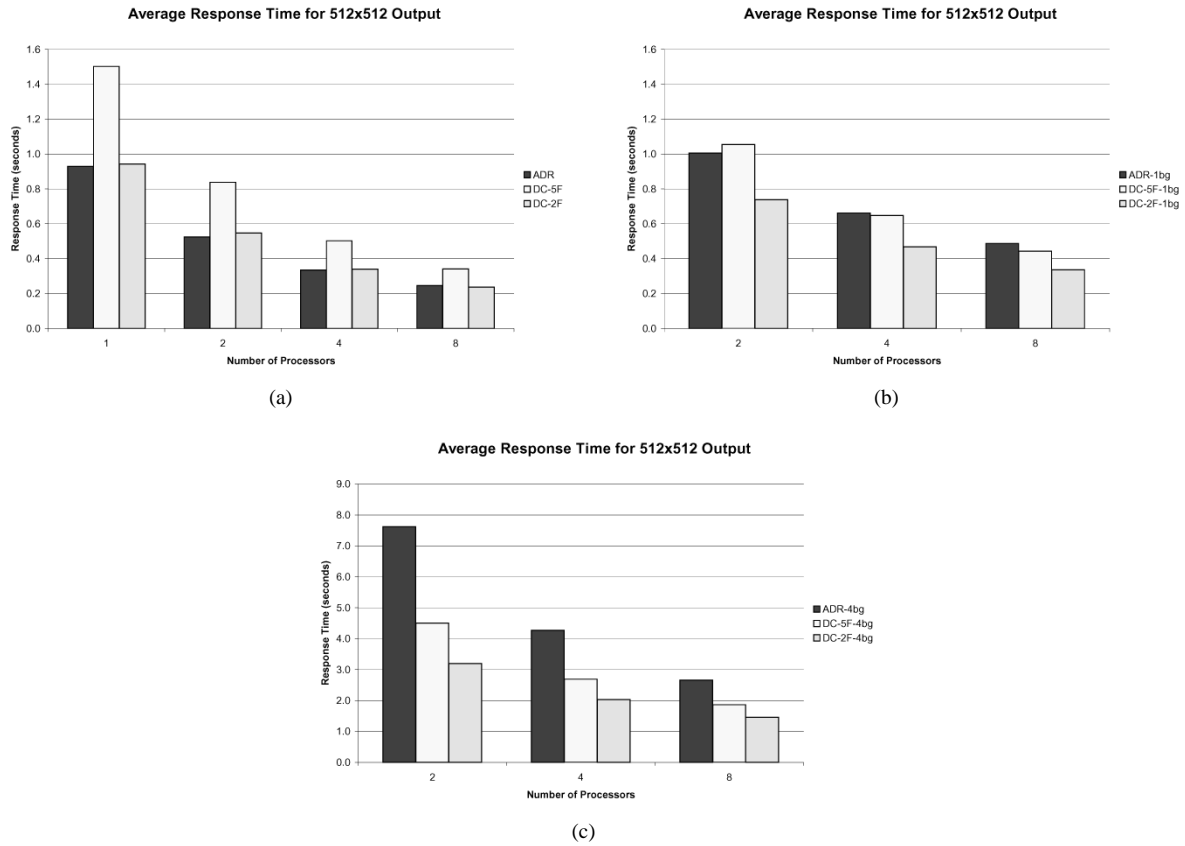 Average Response Time for 512x512 Output
1.6
1.4
1.2
1.0
0.8
0.6
0.4
0.2
0.0
Response Time (seconds)
1 2 4 8
Number of Processors
ADR
DC-5F
DC-2F
(a)
Average Response Time for 512x512 Output
1.6
1.4
1.2
1.0
0.8
0.6
0.4
0.2
0.0
Response Time (seconds)
2 4 8
Number of Processors
ADR-1bg
DC-5F-1bg
DC-2F-1bg
(b)
Average Response Time for 512x512 Output
9.0
8.0
7.0
6.0
5.0
4.0
3.0
2.0
1.0
0.0
Response Time (seconds)
2 4 8
Number of Processors
ADR-4bg
DC-5F-4bg
DC-2F-4bg
(c)